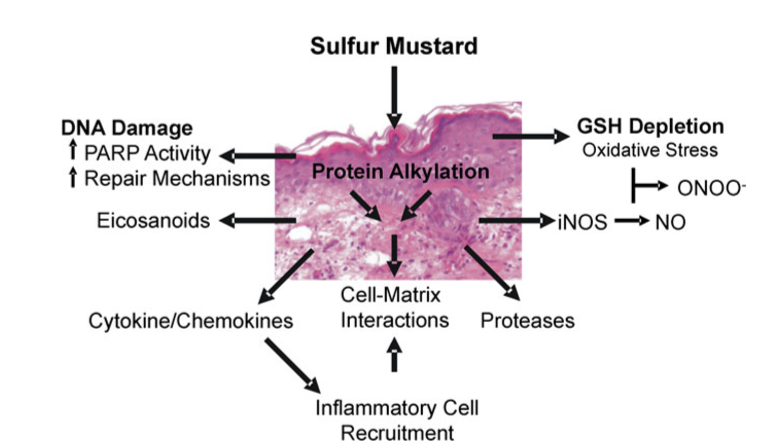 Sulfur Mustard
DNA Damage
↑ PARP Activity
↑ Repair Mechanisms
GSH Depletion
Oxidative Stress
Protein Alkylation
ONOO-
Eicosanoids
iNOS
NO
Cell-Matrix
Interactions
Cytokine/Chemokines
Proteases
Inflammatory Cell
Recruitment